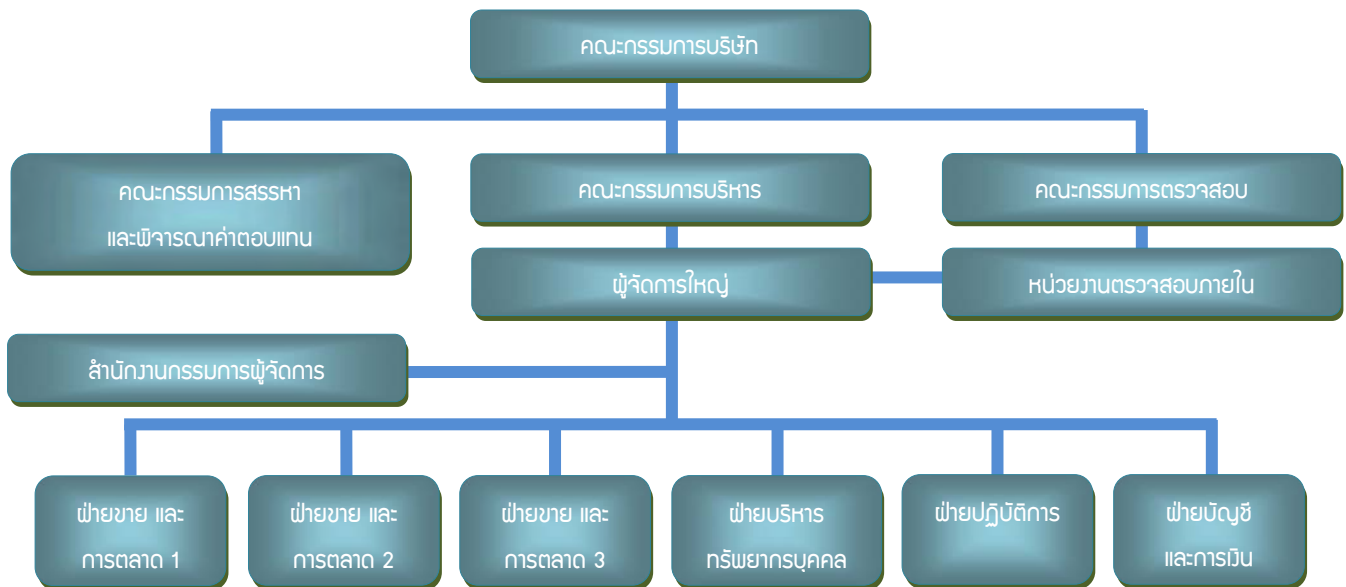 คณะกรรมการบริษัท
คณะกรรมการสรรหา
และพิจารณาค่าตอบแทน
คณะกรรมการบริหาร
คณะกรรมการตรวจสอบ
ผู้จัดการใหญ่
หน่วยงานตรวจสอบภายใน
สำนักงานกรรมการผู้จัดการ
ฝ่ายขาย และ
การตลาด 1
ฝ่ายขาย และ
การตลาด 2
ฝ่ายขาย และ
การตลาด 3
ฝ่ายบริหาร
ทรัพยากรบุคคล
ฝ่ายปฏิบัติการ
ฝ่ายบัญชี
และการเงิน